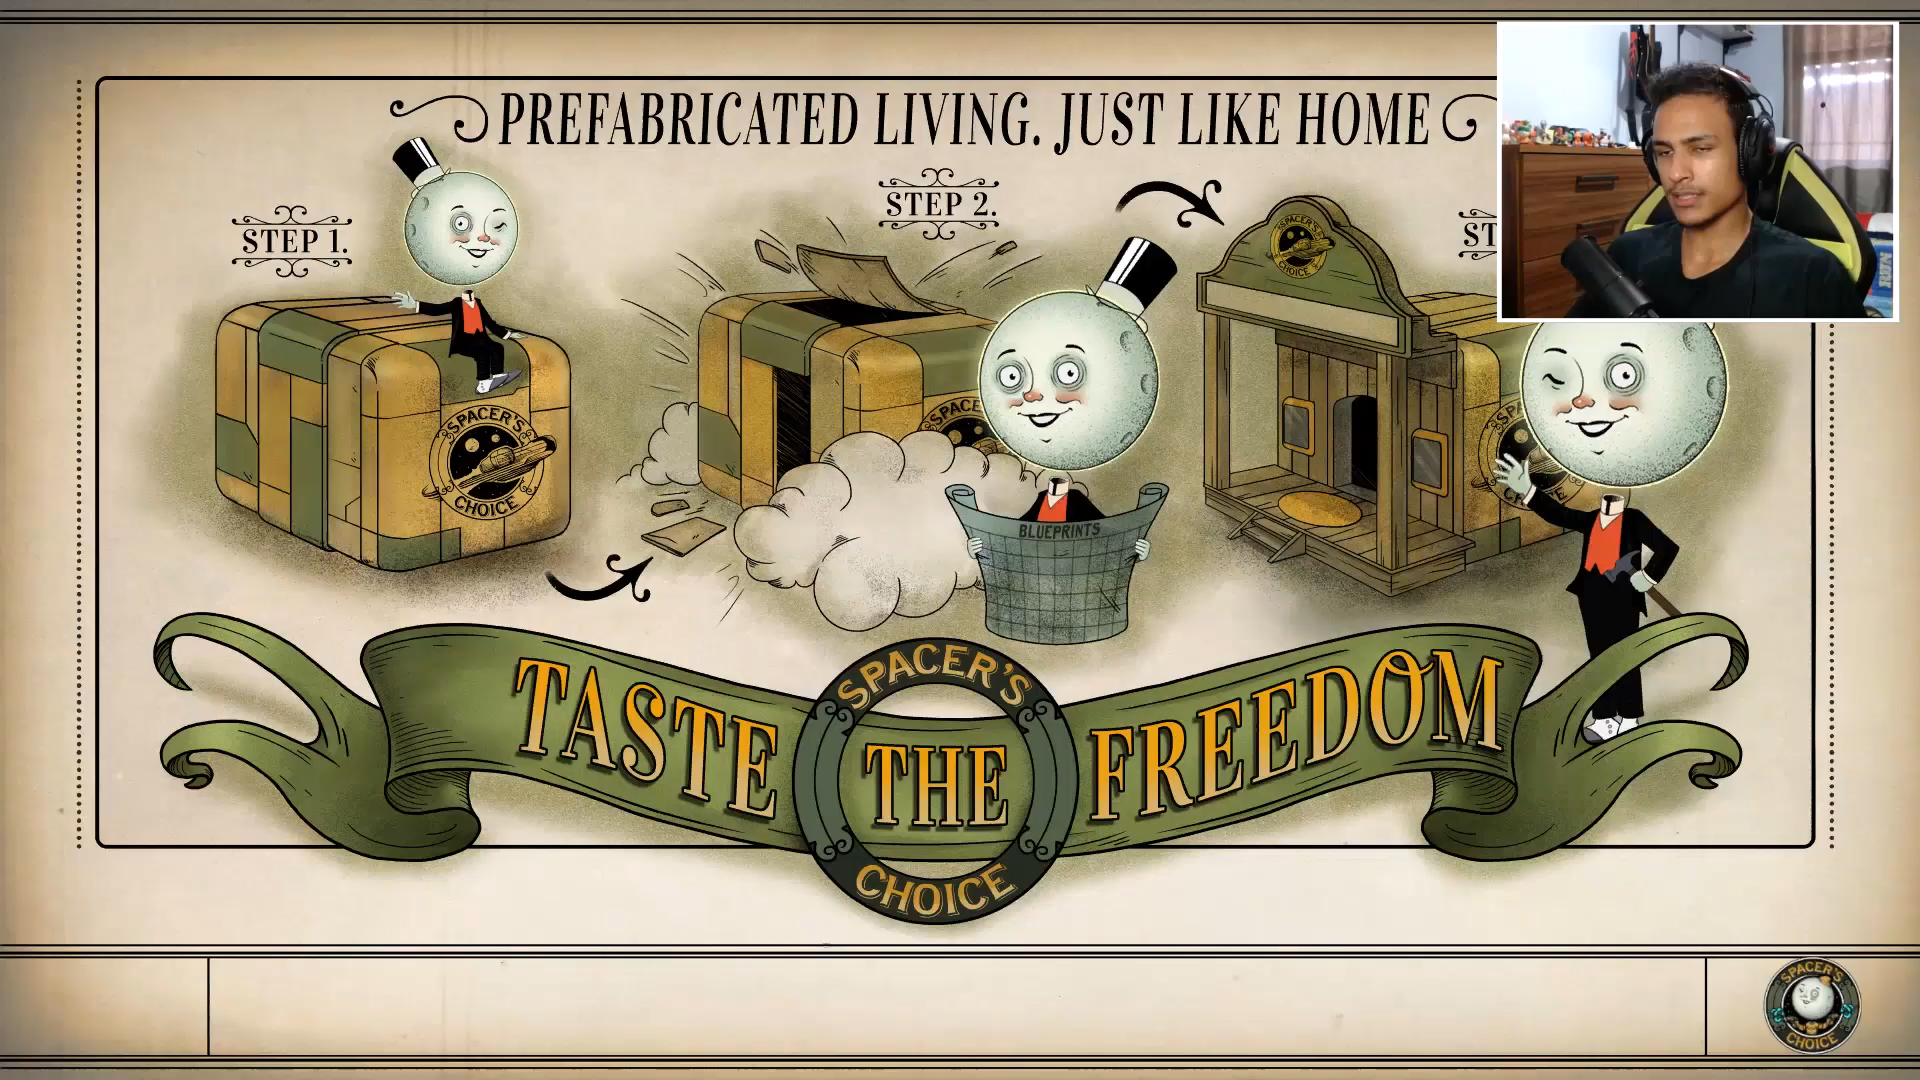 PREFABRICATED LIVING. JUST LIKE HOME
STEP 1.
STEP 2.
ST
SPACER'S
CHOICE
SPACER'S
CHOICE
BLUEPRINTS
TASTE THE FREEDOM
SPACER'S
CHOICE
SPACER'S
CHOICE